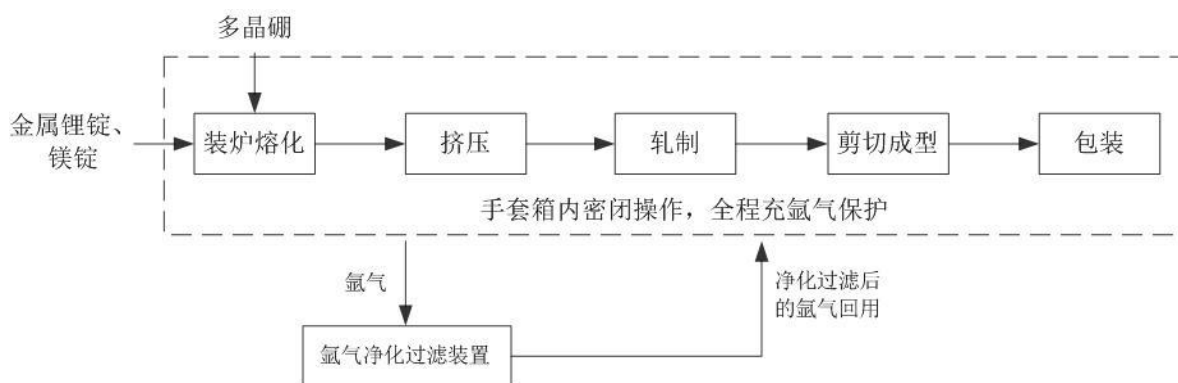 多晶硼
金属锂锭、
镁锭
装炉熔化
挤压
轧制
剪切成型
包装
手套箱内密闭操作，全程充氩气保护
氩气
净化过滤后
的氩气回用
氩气净化过滤装置